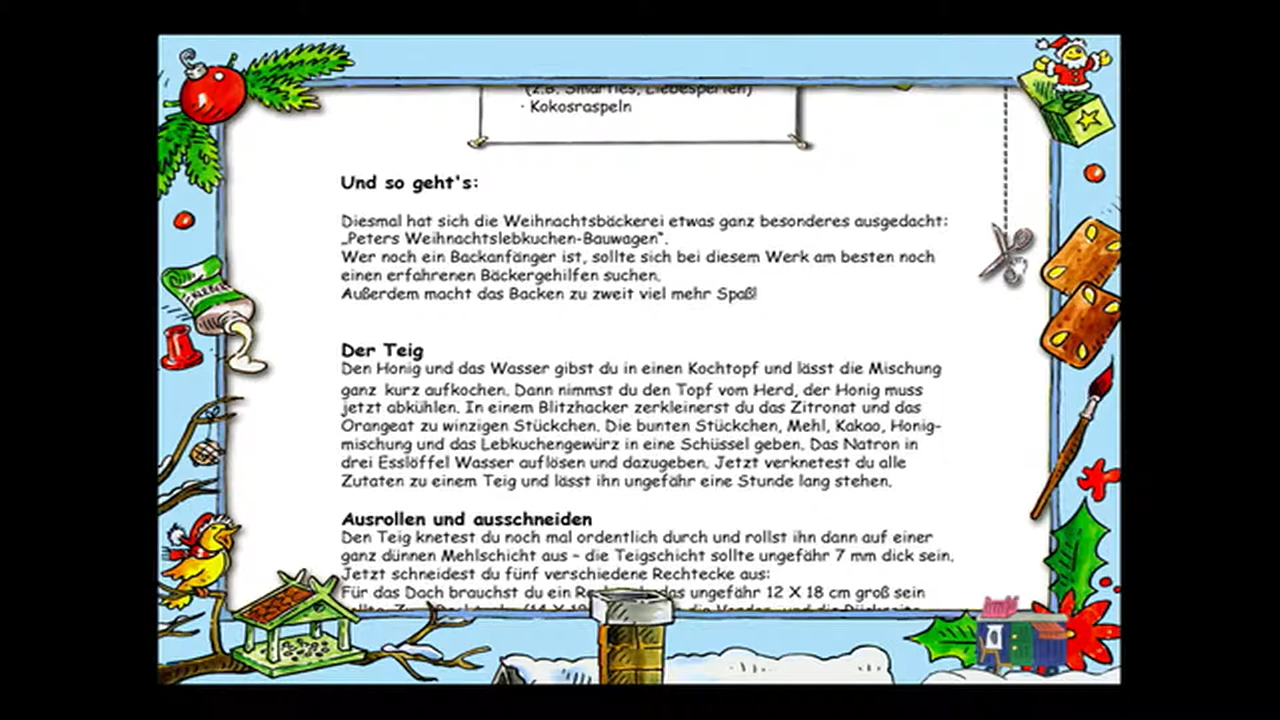 (z.B. Smarties, Liebesperlen)
· Kokosraspeln
Und so geht's:
Diesmal hat sich die Weihnachtsbäckerei etwas ganz besonderes ausgedacht:
„Peters Weihnachtslebkuchen-Bauwagen“.
Wer noch ein Backanfänger ist, sollte sich bei diesem Werk am besten noch
einen erfahrenen Bäckergehilfen suchen.
Außerdem macht das Backen zu zweit viel mehr Spaß!
Der Teig
Den Honig und das Wasser gibst du in einen Kochtopf und lässt die Mischung
ganz kurz aufkochen. Dann nimmst du den Topf vom Herd, der Honig muss
jetzt abkühlen. In einem Blitzhacker zerkleinerst du das Zitronat und das
Orangeat zu winzigen Stückchen. Die bunten Stückchen, Mehl, Kakao, Honig-
mischung und das Lebkuchengewürz in eine Schüssel geben. Das Natron in
drei Esslöffel Wasser auflösen und dazugeben. Jetzt verknetest du alle
Zutaten zu einem Teig und lässt ihn ungefähr eine Stunde lang stehen.
Ausrollen und ausschneiden
Den Teig knetest du noch mal ordentlich durch und rollst ihn dann auf einer
ganz dünnen Mehlschicht aus – die Teigschicht sollte ungefähr 7 mm dick sein.
Jetzt schneidest du fünf verschiedene Rechtecke aus:
Für das Dach brauchst du ein das ungefähr 12 X 18 cm groß sein
KLEBER